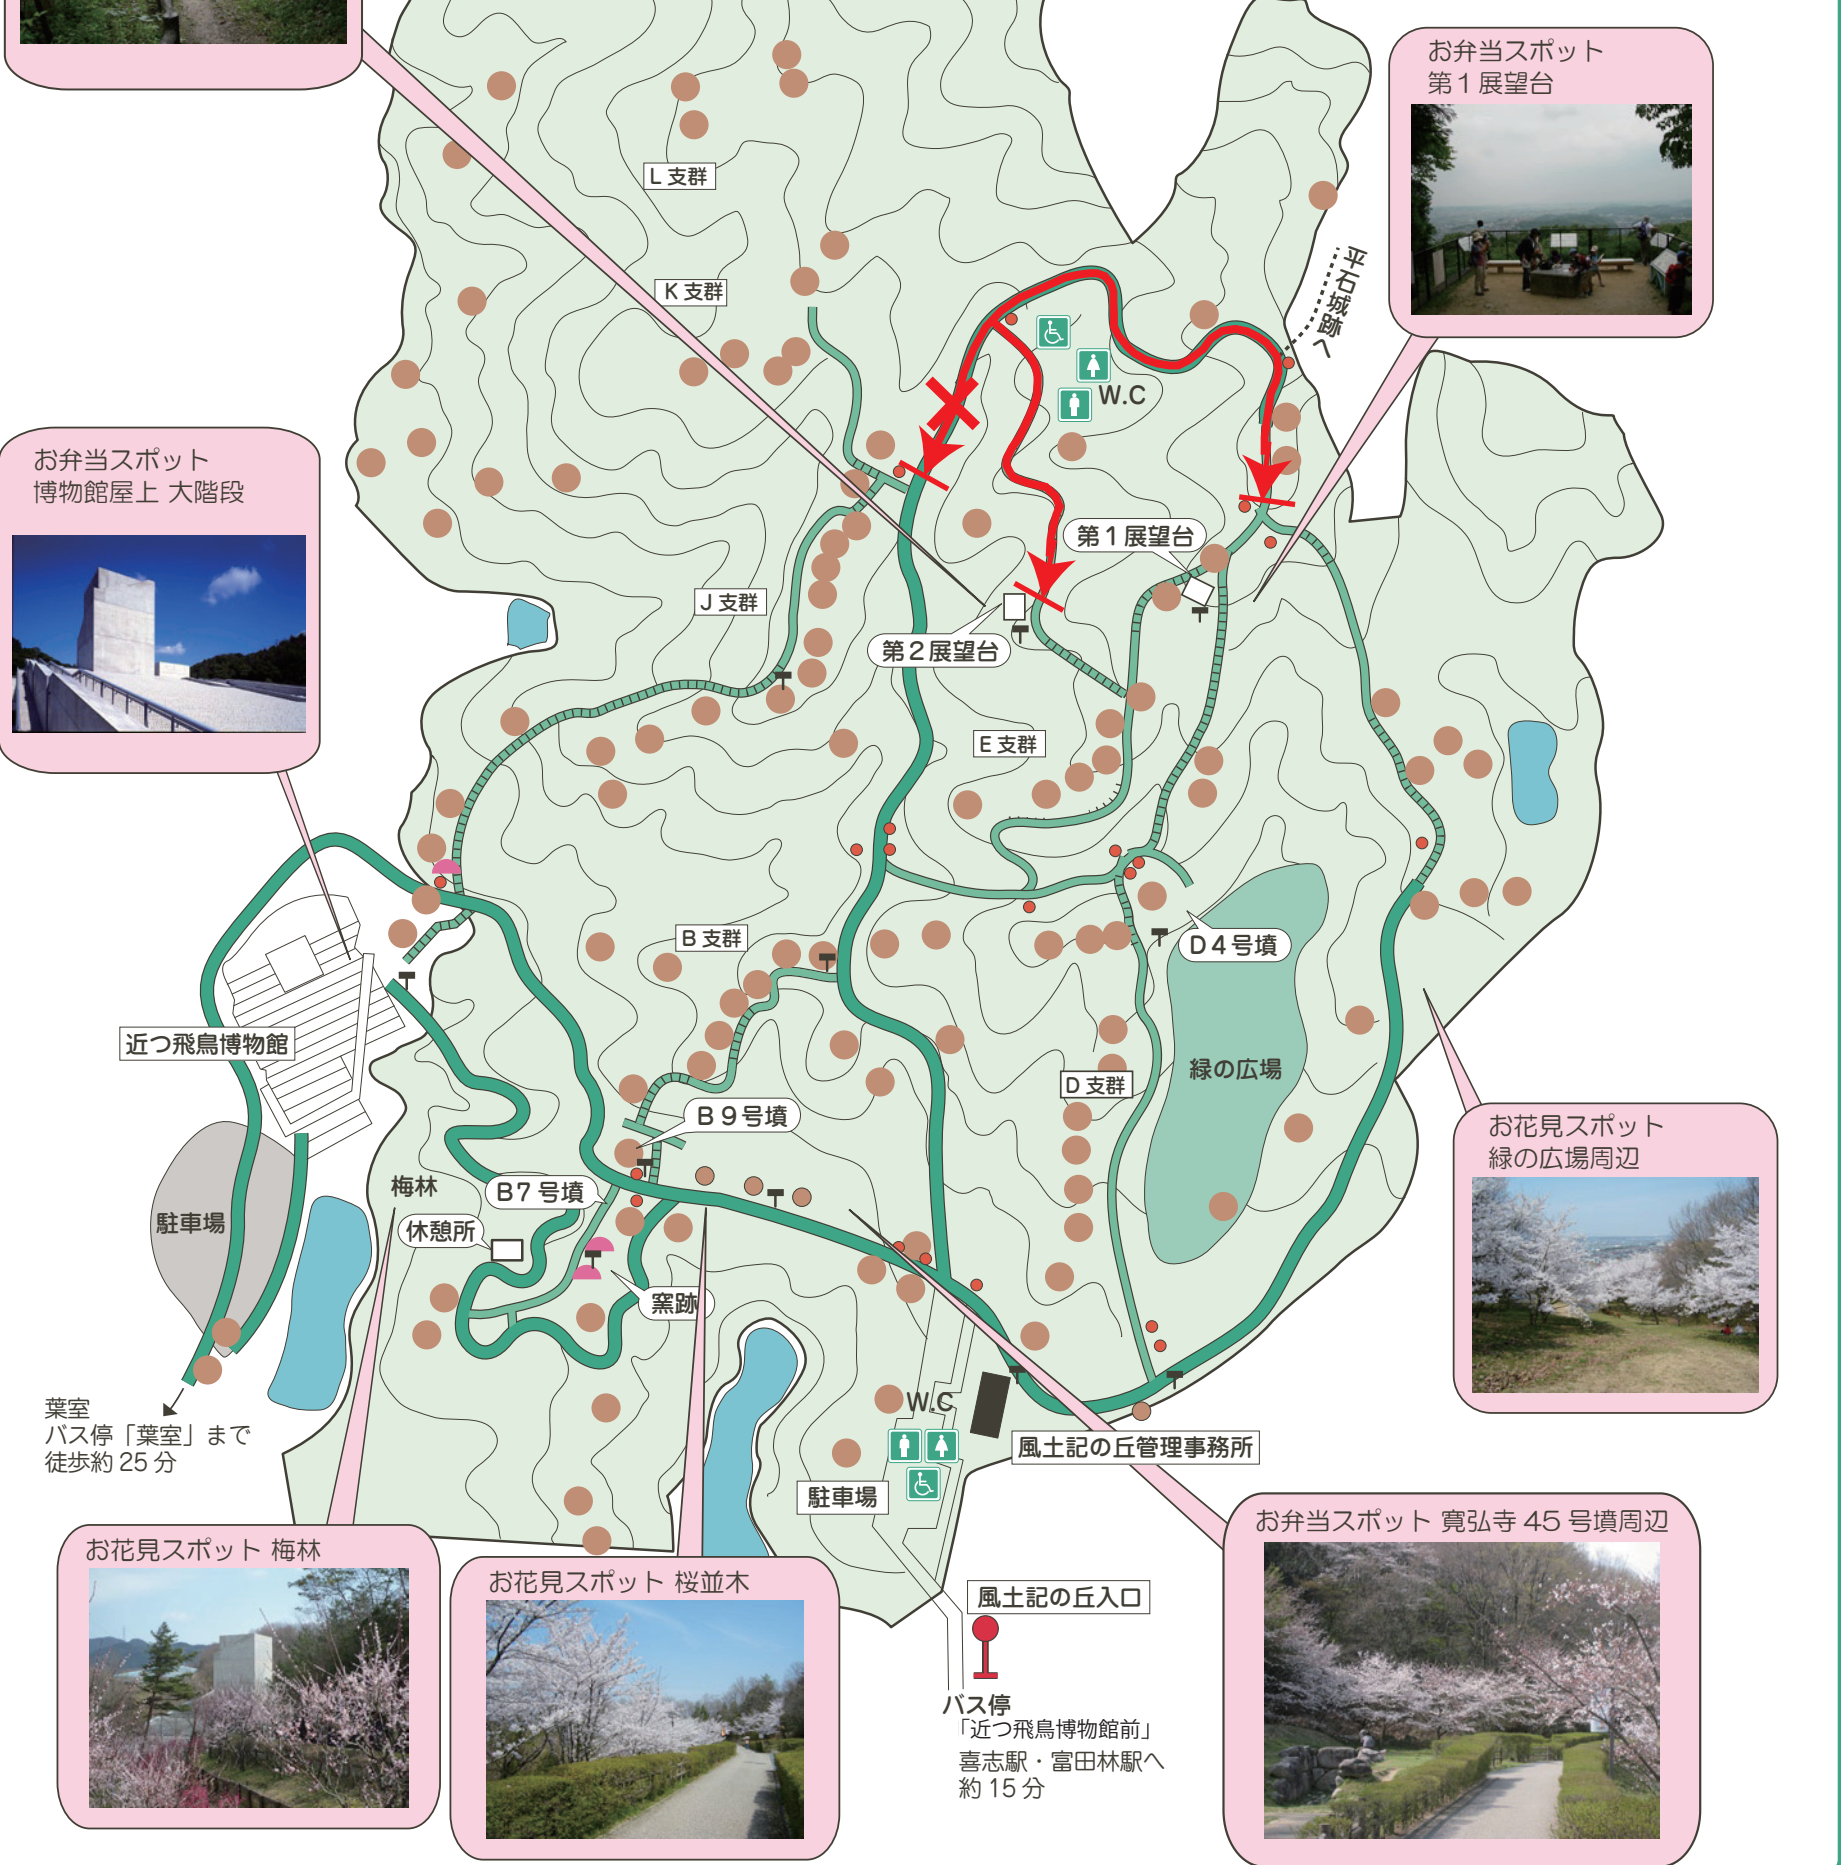 お弁当スポット
第1展望台
L 支群
K 支群
平石城跡へ
W.C
お弁当スポット
博物館屋上 大階段
第1展望台
J 支群
第2展望台
E 支群
B 支群
D4号墳
近つ飛鳥博物館
緑の広場
D 支群
B9号墳
お花見スポット
緑の広場周辺
梅林
B7号墳
駐車場
休憩所
窯跡
葉室
バス停「葉室」まで
徒歩約25分
W.C
風土記の丘管理事務所
駐車場
お弁当スポット 寛弘寺45号墳周辺
お花見スポット 梅林
お花見スポット 桜並木
風土記の丘入口
バス停
「近つ飛鳥博物館前」
喜志駅・富田林駅へ
約15分